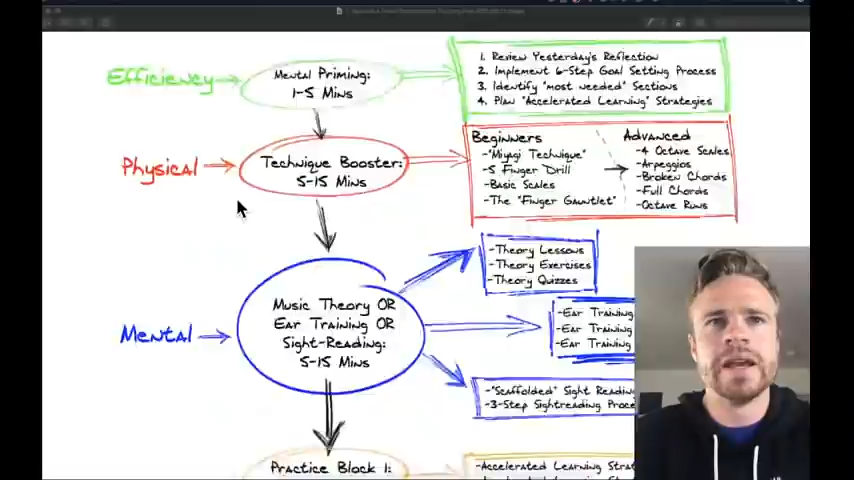 Efficiency
Mental Priming:
1-5 Mins
1. Review Yesterday's Reflection
2. Implement 6-Step Goal Setting Process
3. Identify "most needed" Sections
4. Plan "Accelerated Learning" Strategies
Physical
Technique Booster:
5-15 Mins
Beginners
-"Miyagi Technique"
-5 Finger Drill
-Basic Scales
-The "Finger Gauntlet"
Advanced
-4 Octave Scales
-Arpeggios
-Broken Chords
-Full Chords
-Octave Runs
Mental
Music Theory OR
Ear Training OR
Sight-Reading:
5-15 Mins
-Theory Lessons
-Theory Exercises
-Theory Quizzes
-Ear Training
-Ear Training
-Ear Training
-"Scaffolded" Sight Reading
-3-Step Sightreading
Practice Block 1:
-Accelerated Learning